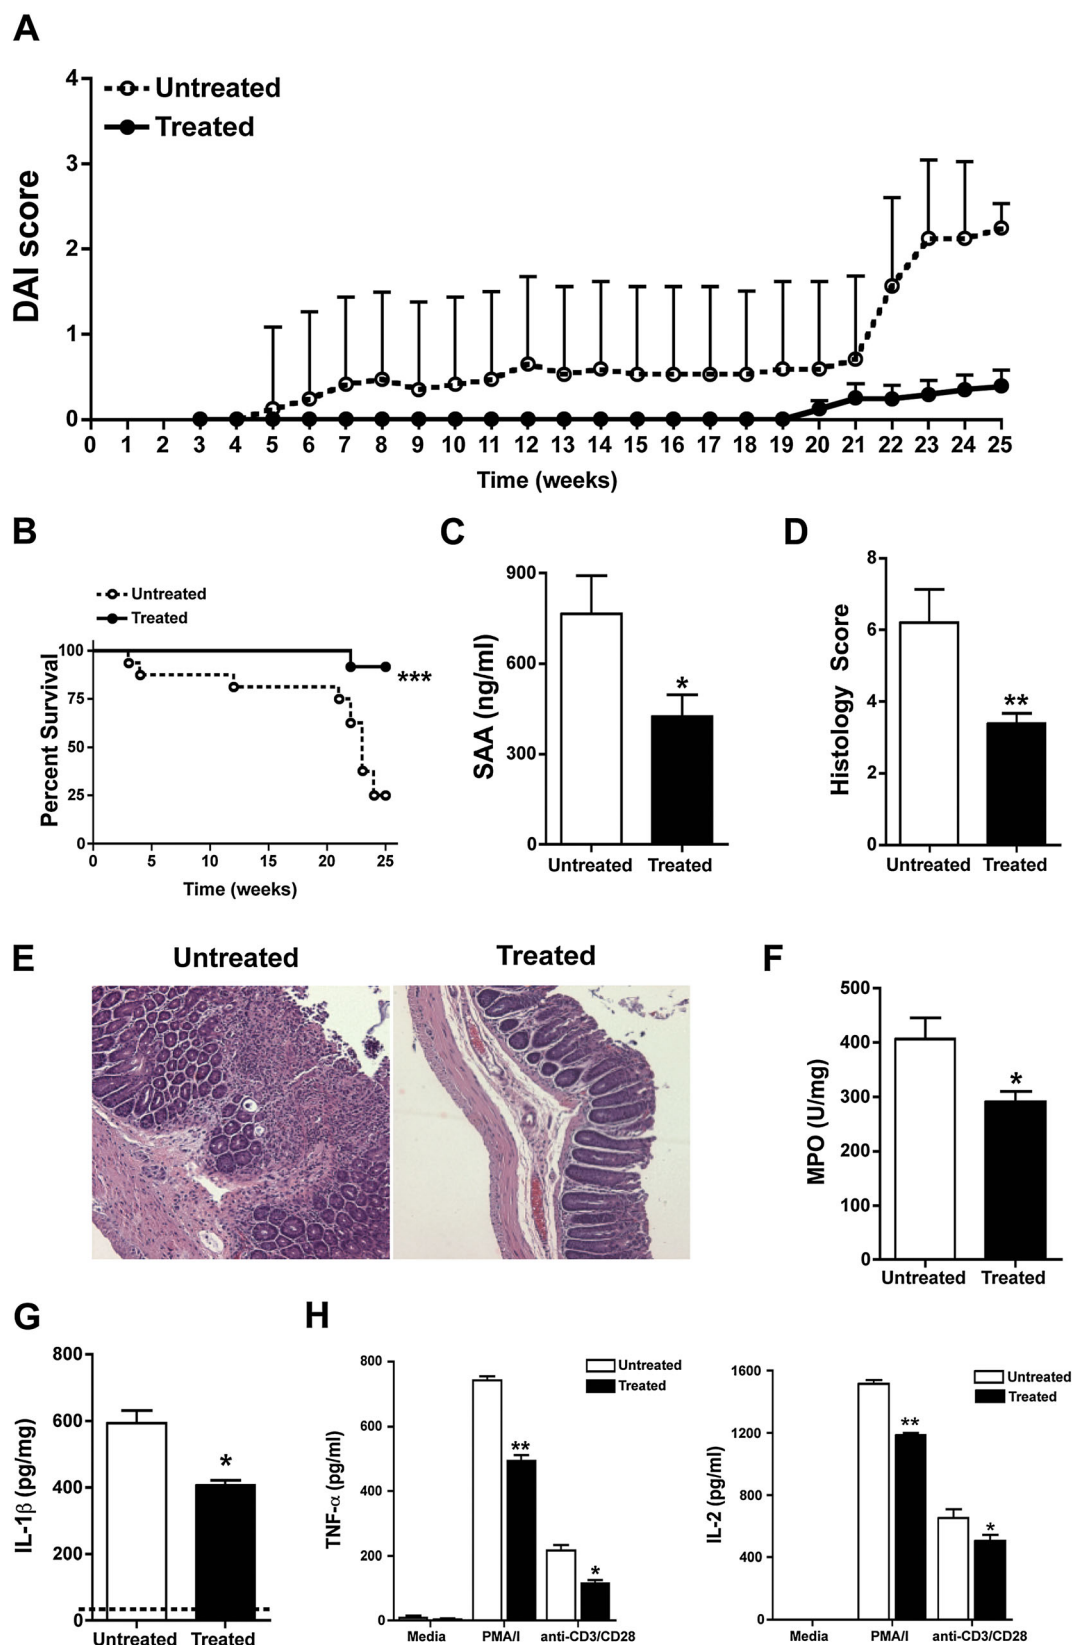 A
4
3
2
1
0
DAI score
Untreated
Treated
0 1 2 3 4 5 6 7 8 9 10 11 12 13 14 15 16 17 18 19 20 21 22 23 24 25
Time (weeks)
B
Untreated
Treated
100
75
50
25
0
Percent Survival
***
0 5 10 15 20 25
Time (weeks)
C
900
600
300
0
SAA (ng/ml)
*
Untreated Treated
D
8
6
4
2
0
Histology Score
**
Untreated Treated
E
Untreated Treated
F
500
400
300
200
100
0
MPO (U/mg)
*
Untreated Treated
G
800
600
400
200
0
IL-1β (pg/mg)
*
Untreated Treated
H
800
600
400
200
0
TNF-α (pg/ml)
Untreated
Treated
**
*
Media PMA/I anti-CD3/CD28
1600
1200
800
400
0
IL-2 (pg/ml)
Untreated
Treated
**
*
Media PMA/I anti-CD3/CD28